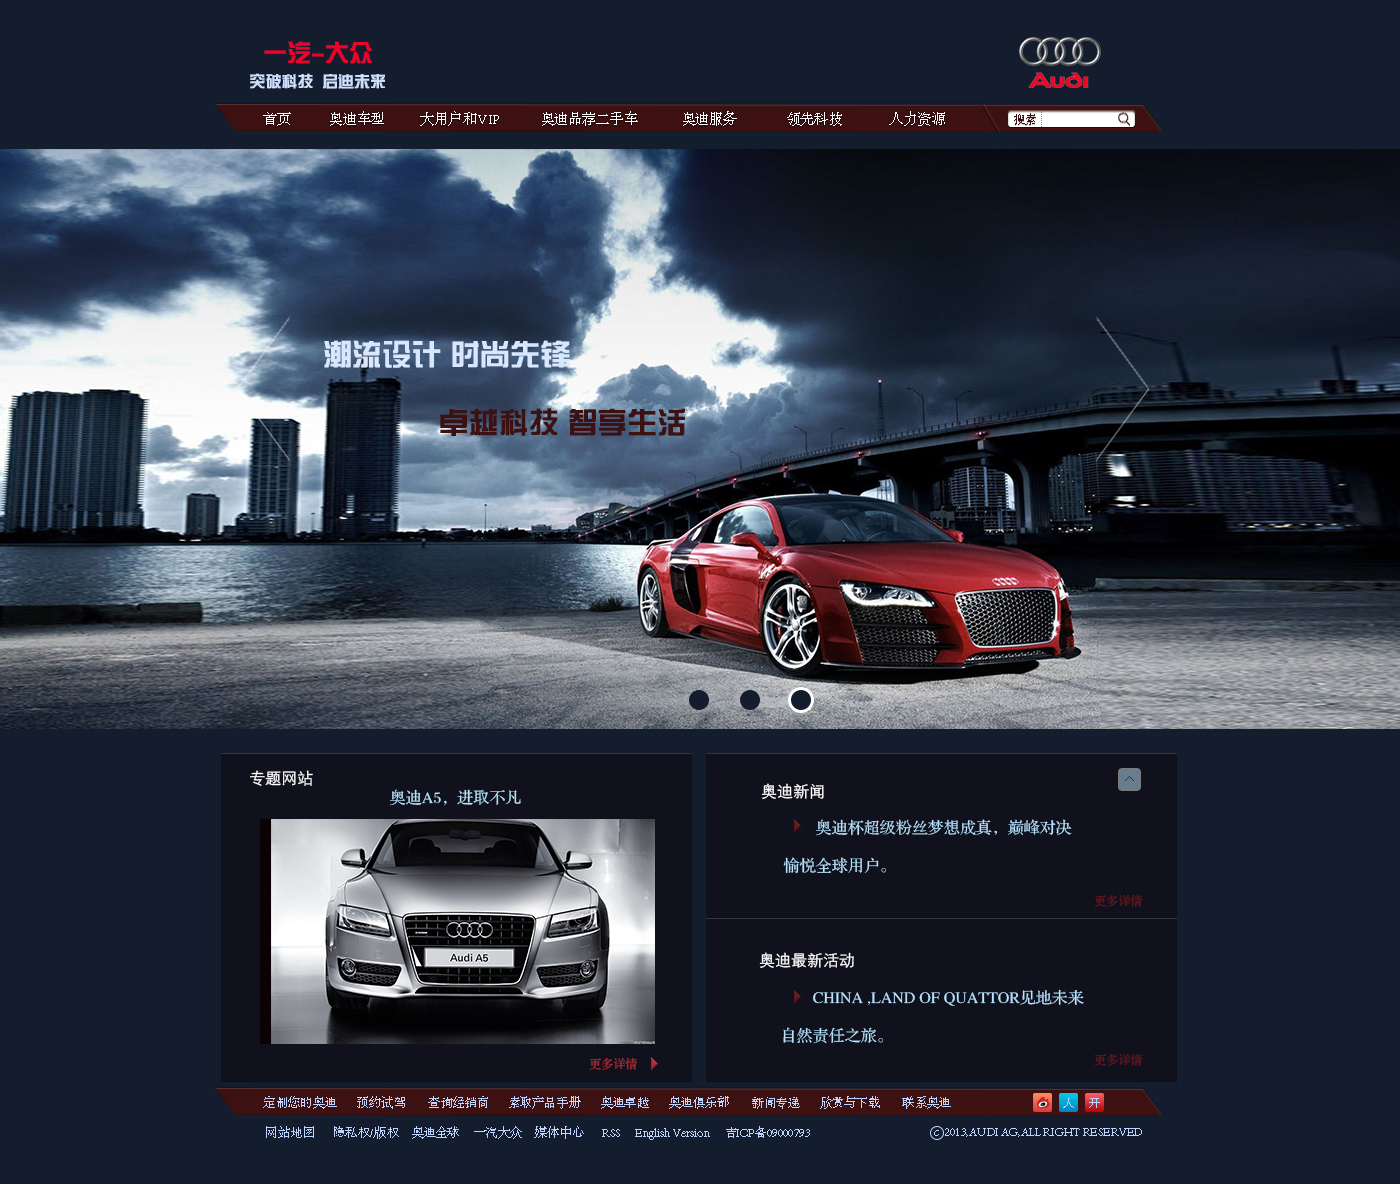 一汽-大众
突破科技 启迪未来
Audi
首页 奥迪车型 大用户和VIP 奥迪品荐二手车 奥迪服务 领先科技 人力资源 搜索
潮流设计 时尚先锋
卓越科技 智享生活
专题网站
奥迪A5，进取不凡
Audi A5
更多详情
奥迪新闻
奥迪杯超级粉丝梦想成真，巅峰对决
愉悦全球用户。
更多详情
奥迪最新活动
CHINA ,LAND OF QUATTOR见地未来
自然责任之旅。
更多详情
定制您的奥迪 预约试驾 查询经销商 索取产品手册 奥迪卓越 奥迪俱乐部 新闻专递 欣赏与下载 联系奥迪 人 开
网站地图 隐私权/版权 奥迪全球 一汽大众 媒体中心 RSS English Version 吉ICP备09000793 ©2013,AUDI AG,ALL RIGHT RESERVED